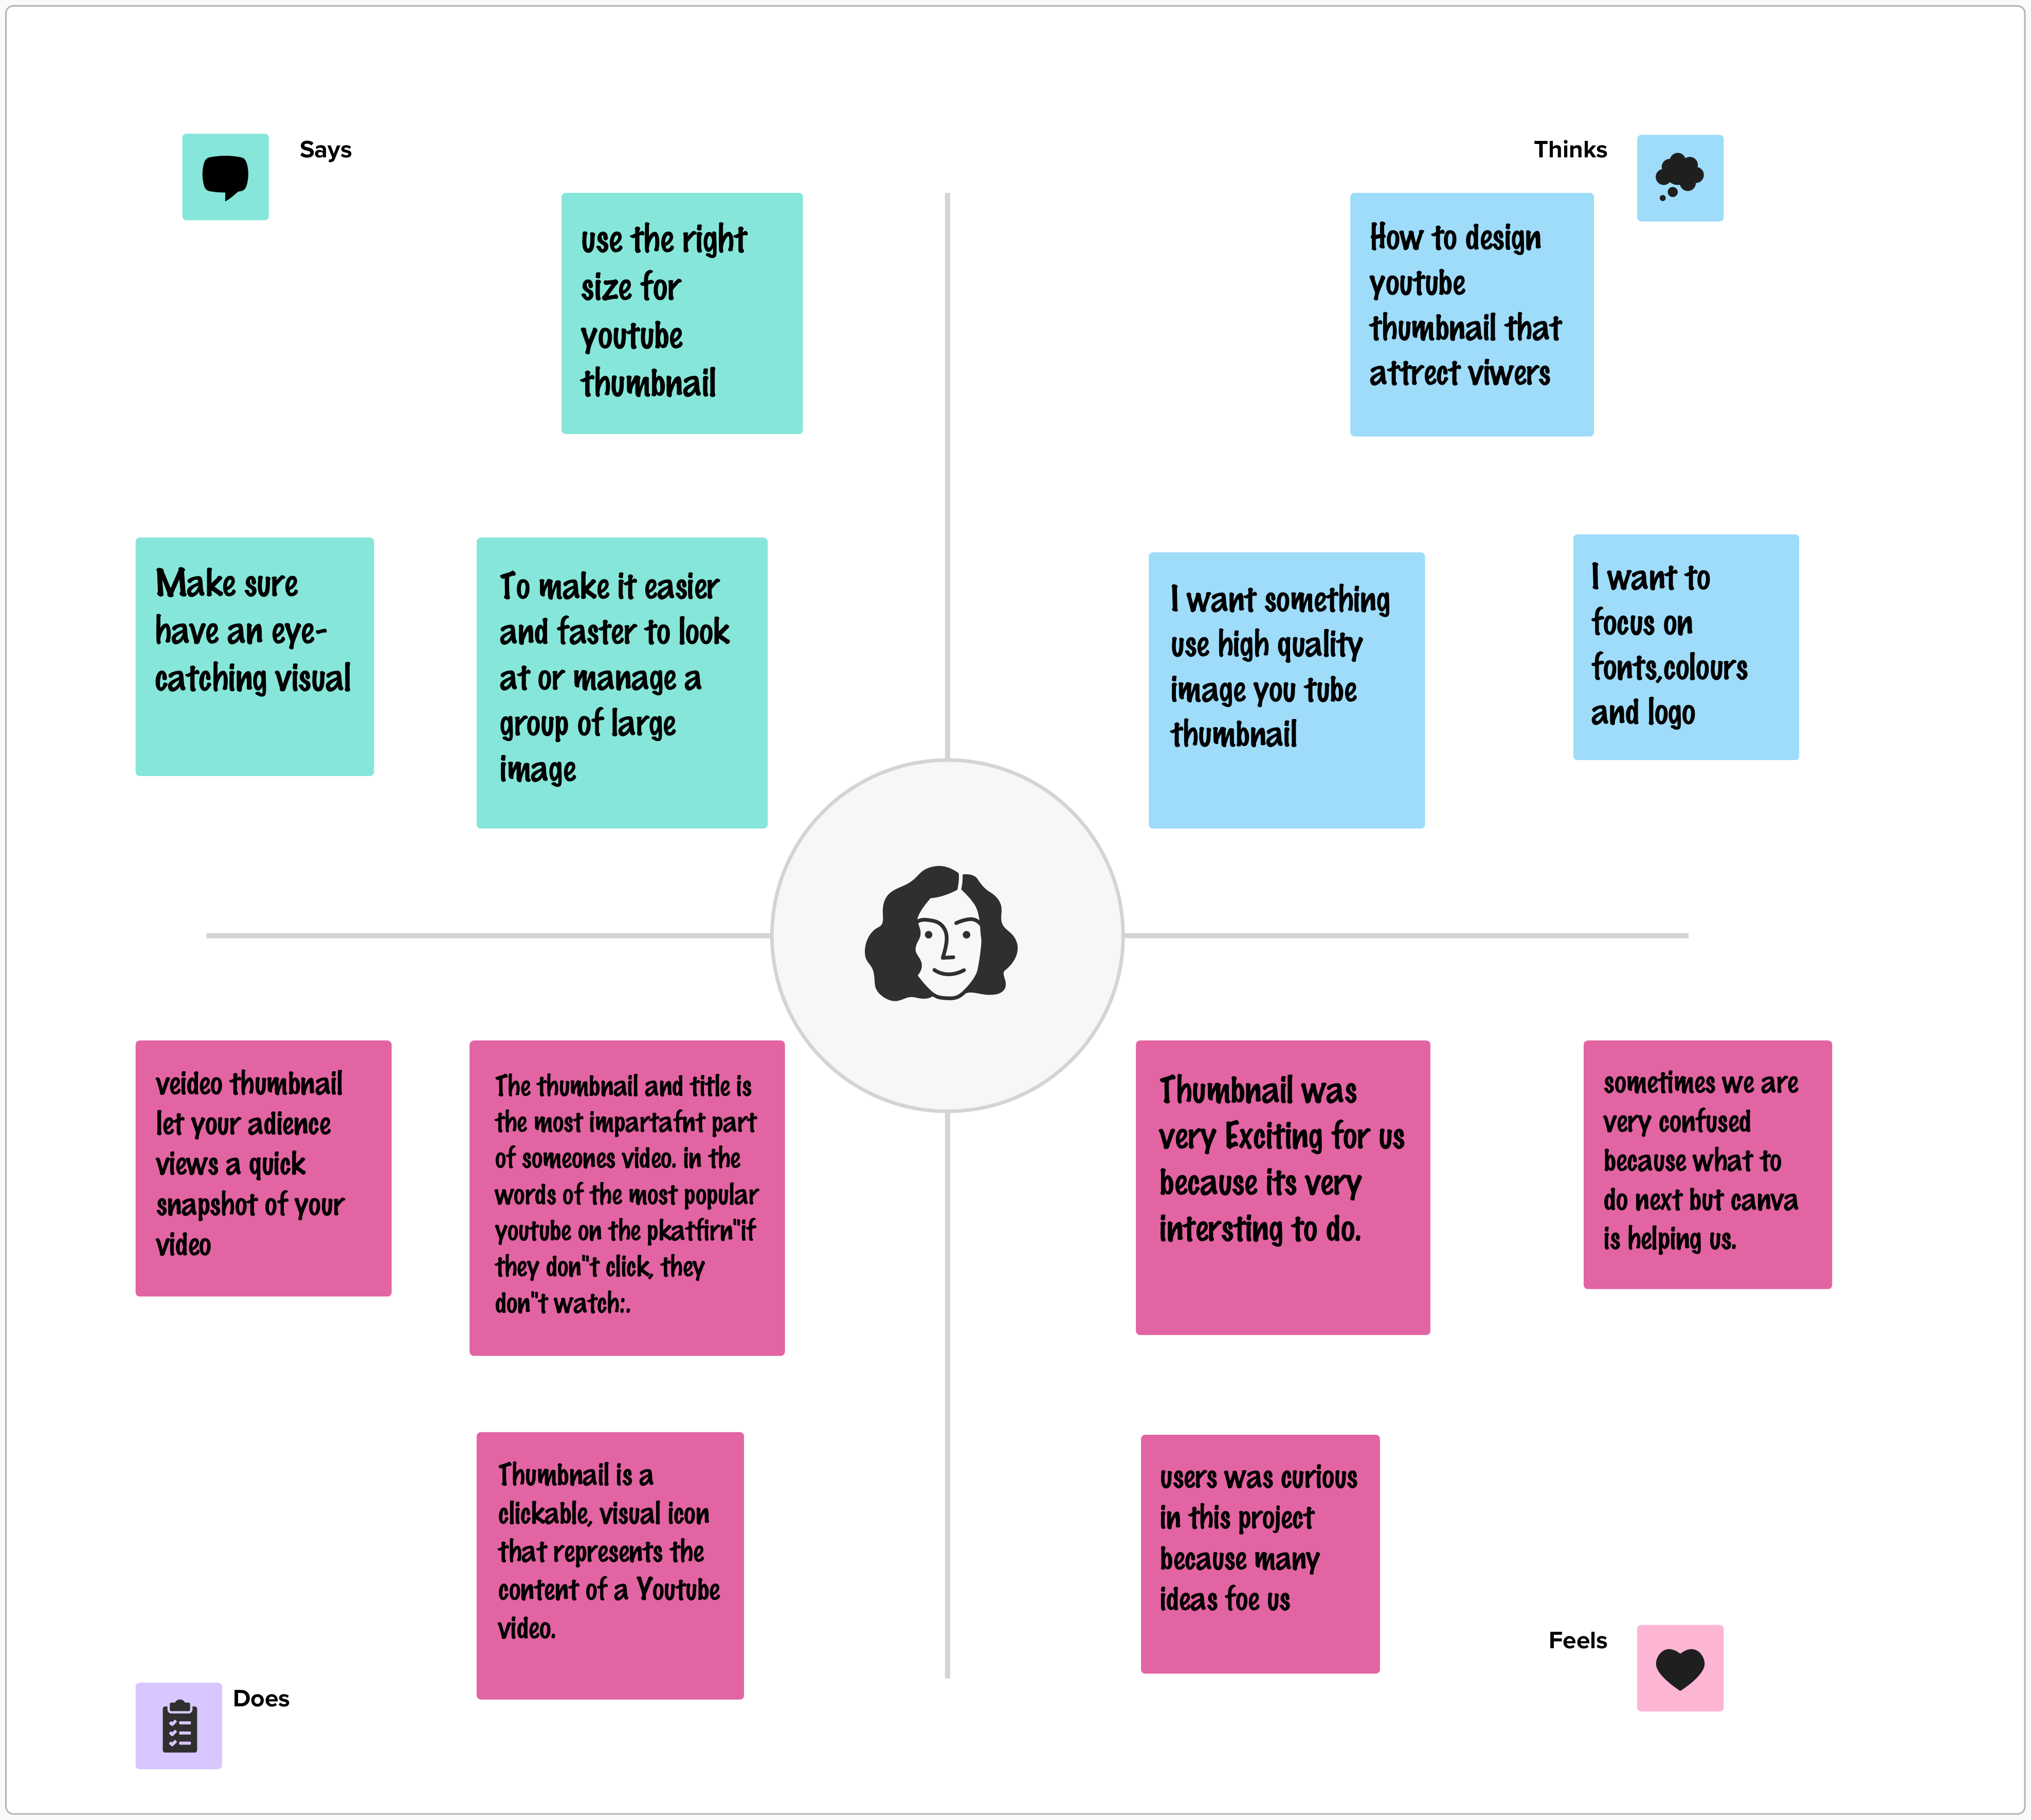 Says
use the right
size for
youtube
thumbnail
Make sure
have an eye-
catching visual
To make it easier
and faster to look
at or manage a
group of large
image
Thinks
How to design
youtube
thumbnail that
attrect viwers
I want something
use high quality
image you tube
thumbnail
I want to
focus on
fonts,colours
and logo
veideo thumbnail
let your adience
views a quick
snapshot of your
video
The thumbnail and title is
the most impartafnt part
of someones video. in the
words of the most popular
youtube on the pkatfirn"if
they don"t click, they
don"t watch:.
Thumbnail is a
clickable, visual icon
that represents the
content of a Youtube
video.
Does
Thumbnail was
very Exciting for us
because its very
intersting to do.
sometimes we are
very confused
because what to
do next but canva
is helping us.
users was curious
in this project
because many
ideas foe us
Feels